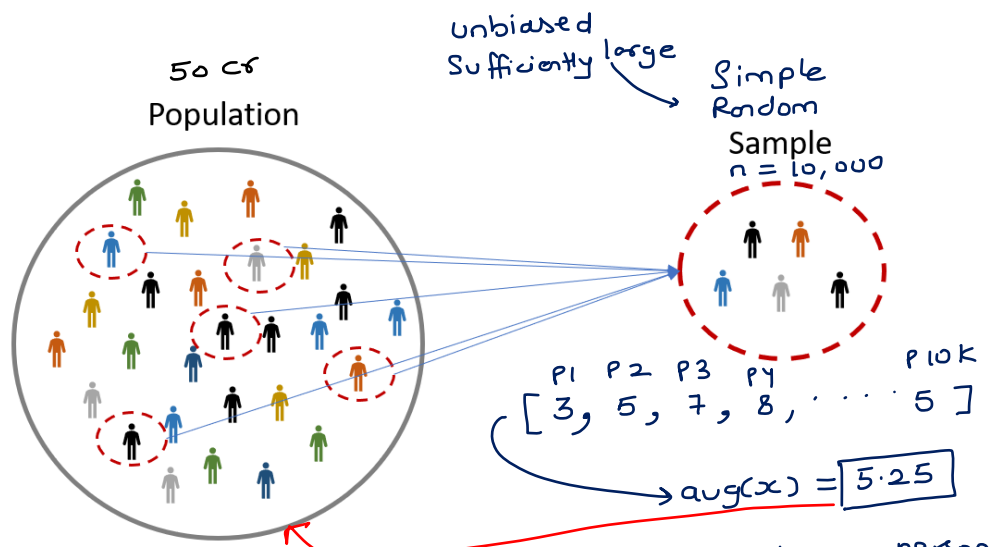 unbiased
Sufficiently large
50 cr
Population
Simple
Random
Sample
n = 10,000
P1 P2 P3 P4 P10K
[3, 5, 7, 8, ..... 5]
avg(x) = 5.25